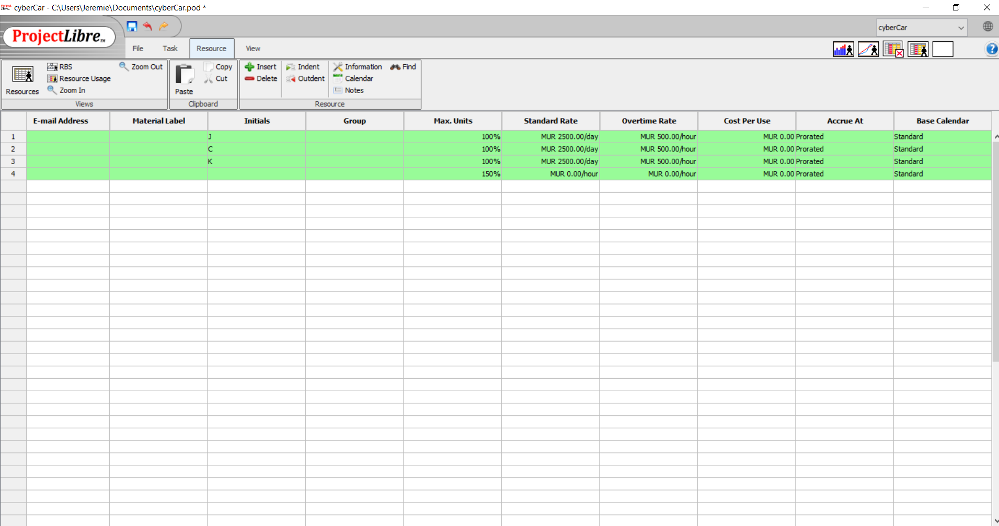 cyberCar - C:\Users\Jeremie\Documents\cyberCar.pod *
ProjectLibre™
cyberCar
File Task Resource View
Resources
RBS
Resource Usage
Zoom In
Zoom Out
Views
Paste
Copy
Cut
Clipboard
Insert
Delete
Indent
Outdent
Information
Calendar
Notes
Find
Resource
E-mail Address Material Label Initials Group Max. Units Standard Rate Overtime Rate Cost Per Use Accrue At Base Calendar
1 J 100% MUR 2500.00/day MUR 500.00/hour MUR 0.00 Prorated Standard
2 C 100% MUR 2500.00/day MUR 500.00/hour MUR 0.00 Prorated Standard
3 K 100% MUR 2500.00/day MUR 500.00/hour MUR 0.00 Prorated Standard
4 150% MUR 0.00/hour MUR 0.00/hour MUR 0.00 Prorated Standard